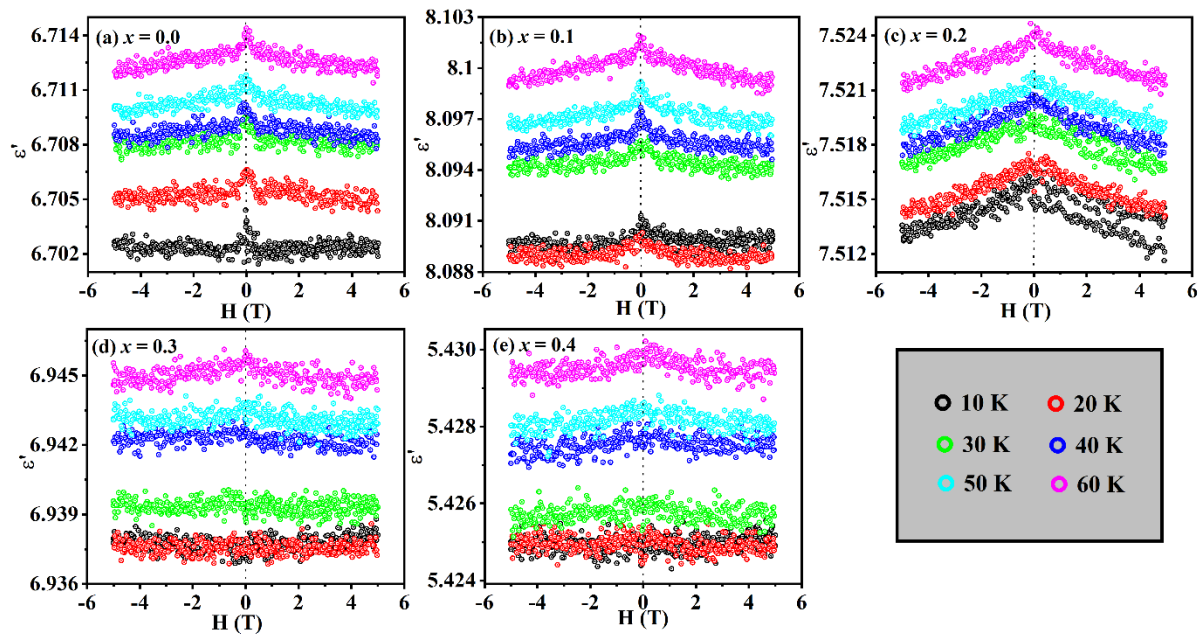 (a) x = 0.0
6.714
6.711
6.708
6.705
6.702
ε'
-6 -4 -2 0 2 4 6
H (T)
(b) x = 0.1
8.103
8.1
8.097
8.094
8.091
8.088
ε'
-6 -4 -2 0 2 4 6
H (T)
(c) x = 0.2
7.524
7.521
7.518
7.515
7.512
ε'
-6 -4 -2 0 2 4 6
H (T)
(d) x = 0.3
6.945
6.942
6.939
6.936
ε'
-6 -4 -2 0 2 4 6
H (T)
(e) x = 0.4
5.430
5.428
5.426
5.424
ε'
-6 -4 -2 0 2 4 6
H (T)
10 K 20 K
30 K 40 K
50 K 60 K